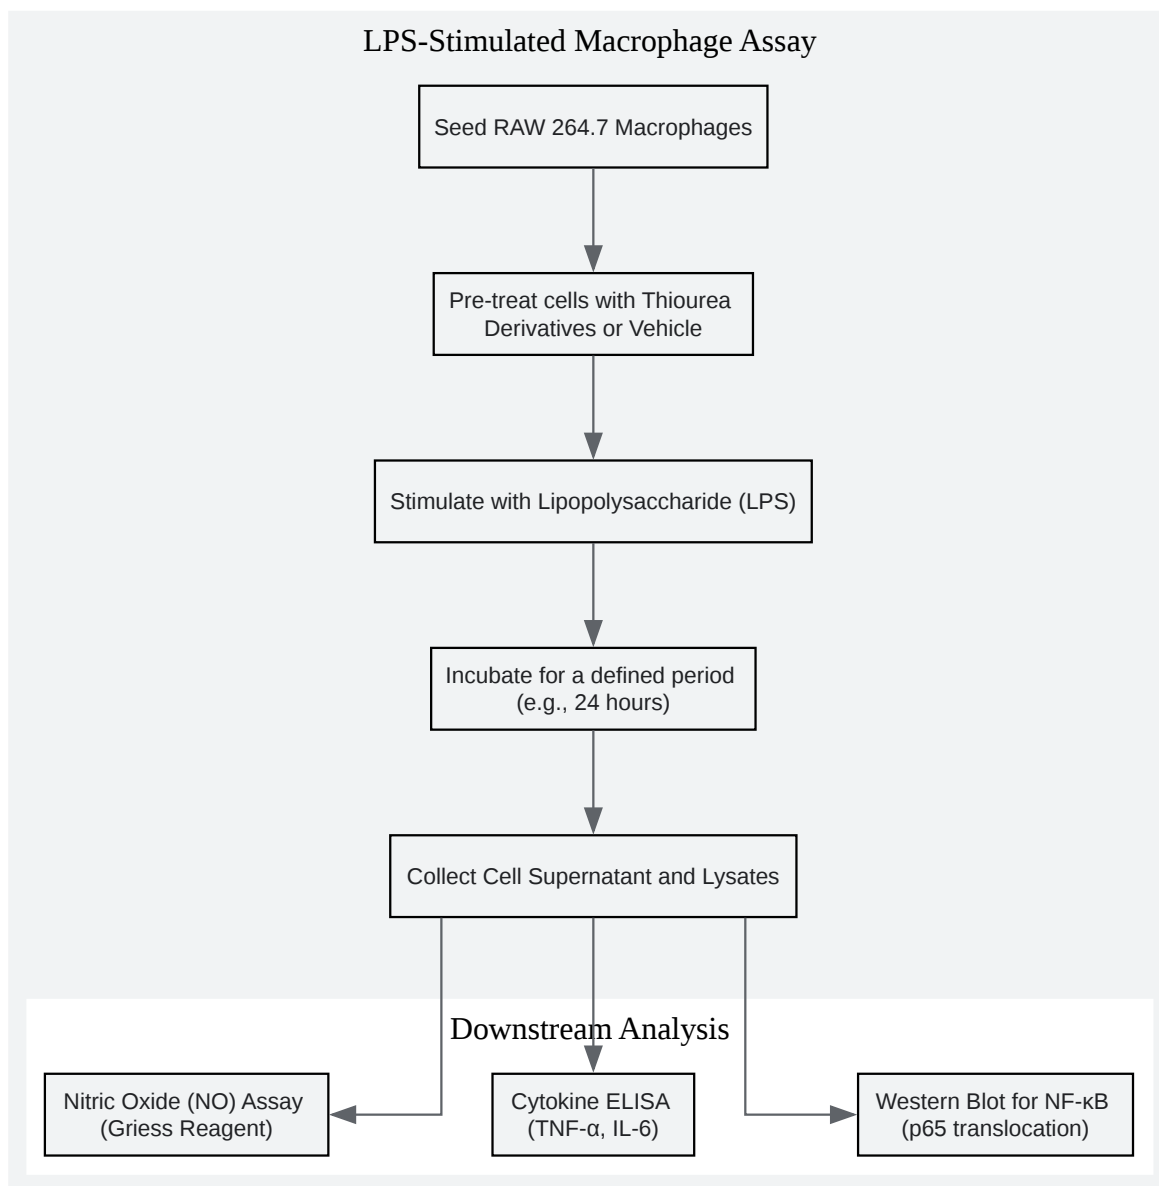 LPS-Stimulated Macrophage Assay
Seed RAW 264.7 Macrophages
Pre-treat cells with Thiourea
Derivatives or Vehicle
Stimulate with Lipopolysaccharide (LPS)
Incubate for a defined period
(e.g., 24 hours)
Collect Cell Supernatant and Lysates
Downstream Analysis
Nitric Oxide (NO) Assay
(Griess Reagent)
Cytokine ELISA
(TNF-α, IL-6)
Western Blot for NF-κB
(p65 translocation)